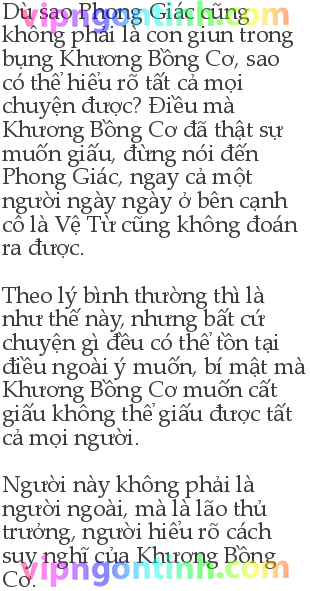 Dù sao Phong Giác cũng
vipngontinh.com
không phải là con giun trong
bụng Khương Bồng Cơ, sao
có thể hiểu rõ tất cả mọi
chuyện được? Điều mà
Khương Bồng Cơ đã thật sự
muốn giấu, đừng nói đến
Phong Giác, ngay cả một
người ngày ngày ở bên cạnh
cô là Vệ Từ cũng không đoán
ra được.
Theo lý bình thường thì là
như thế này, nhưng bất cứ
chuyện gì đều có thể tồn tại
điều ngoài ý muốn, bí mật mà
Khương Bồng Cơ muốn cất
giấu không thể giấu được tất
cả mọi người.
Người này không phải là
người ngoài, mà là lão thủ
trưởng, người hiểu rõ cách
suy nghĩ của Khương Bồng
vipngontinh.com
Cơ.